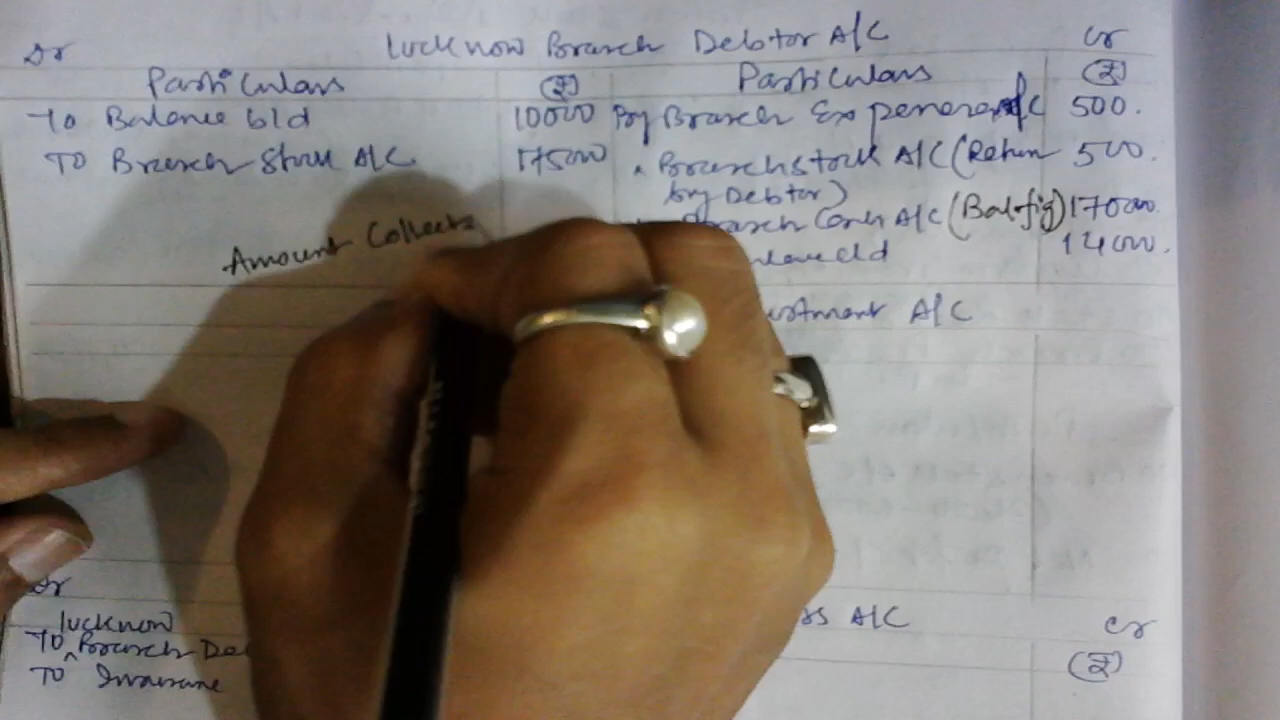 Lucknow Branch Debtor A/C
Dr Cr
Particulars (₹) Particulars (₹)
To Balance b/d 10000 By Branch Expenses A/C 500.
To Branch Stock A/C 17500 " Branch stock A/C (Return 500.
by Debtor)
Branch Cash A/C (Bal. fig) 17000.
Amount Collects
c/d
A/C
Dr A/C Cr
Lucknow
To Branch De (₹)
To Insurance